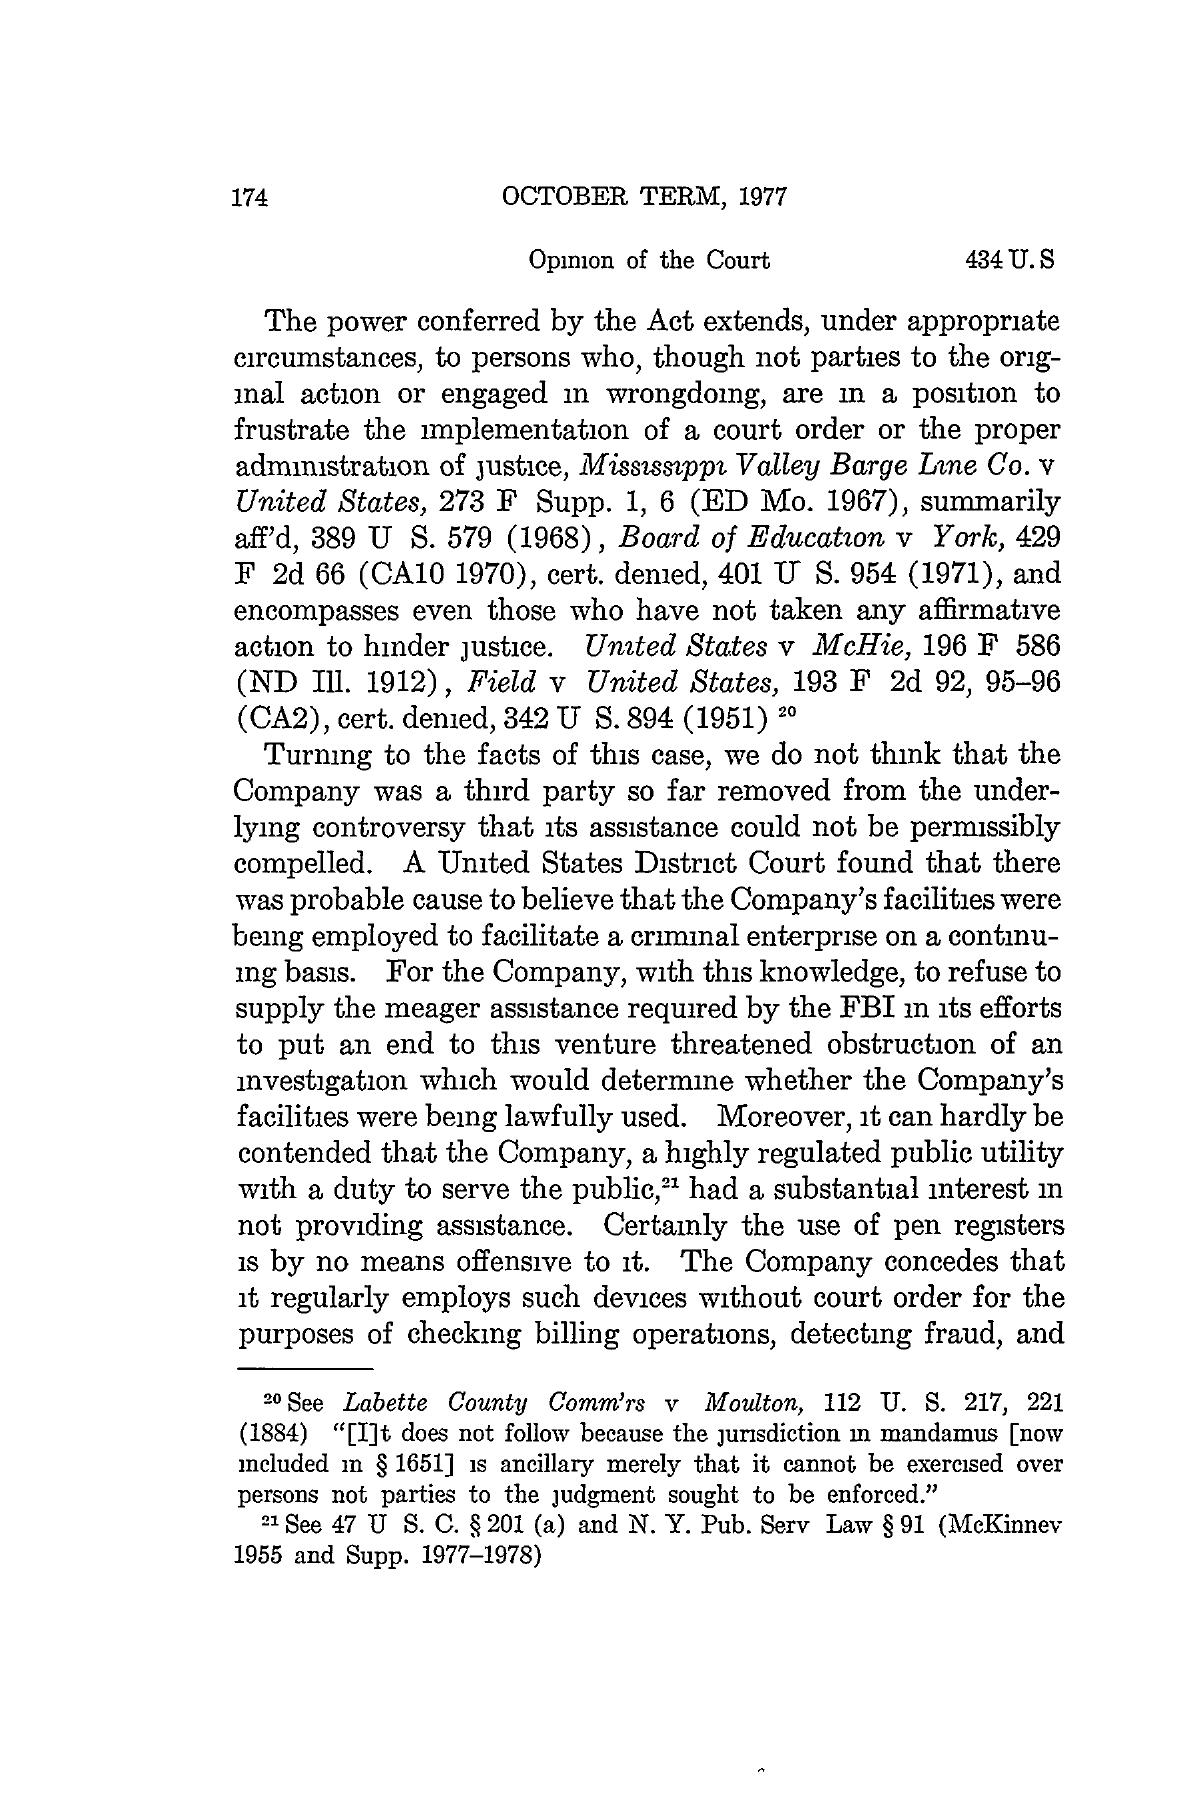 174 OCTOBER TERM, 1977
Opinion of the Court 434 U. S
The power conferred by the Act extends, under appropriate
circumstances, to persons who, though not parties to the orig-
inal action or engaged in wrongdoing, are in a position to
frustrate the implementation of a court order or the proper
administration of justice, Mississippi Valley Barge Line Co. v
United States, 273 F Supp. 1, 6 (ED Mo. 1967), summarily
aff'd, 389 U S. 579 (1968), Board of Education v York, 429
F 2d 66 (CA10 1970), cert. denied, 401 U S. 954 (1971), and
encompasses even those who have not taken any affirmative
action to hinder justice. United States v McHie, 196 F 586
(ND Ill. 1912), Field v United States, 193 F 2d 92, 95–96
(CA2), cert. denied, 342 U S. 894 (1951) 20
Turning to the facts of this case, we do not think that the
Company was a third party so far removed from the under-
lying controversy that its assistance could not be permissibly
compelled. A United States District Court found that there
was probable cause to believe that the Company's facilities were
being employed to facilitate a criminal enterprise on a continu-
ing basis. For the Company, with this knowledge, to refuse to
supply the meager assistance required by the FBI in its efforts
to put an end to this venture threatened obstruction of an
investigation which would determine whether the Company's
facilities were being lawfully used. Moreover, it can hardly be
contended that the Company, a highly regulated public utility
with a duty to serve the public,21 had a substantial interest in
not providing assistance. Certainly the use of pen registers
is by no means offensive to it. The Company concedes that
it regularly employs such devices without court order for the
purposes of checking billing operations, detecting fraud, and
20 See Labette County Comm'rs v Moulton, 112 U. S. 217, 221
(1884) "[I]t does not follow because the jurisdiction in mandamus [now
included in § 1651] is ancillary merely that it cannot be exercised over
persons not parties to the judgment sought to be enforced."
21 See 47 U S. C. § 201 (a) and N. Y. Pub. Serv Law § 91 (McKinney
1955 and Supp. 1977–1978)